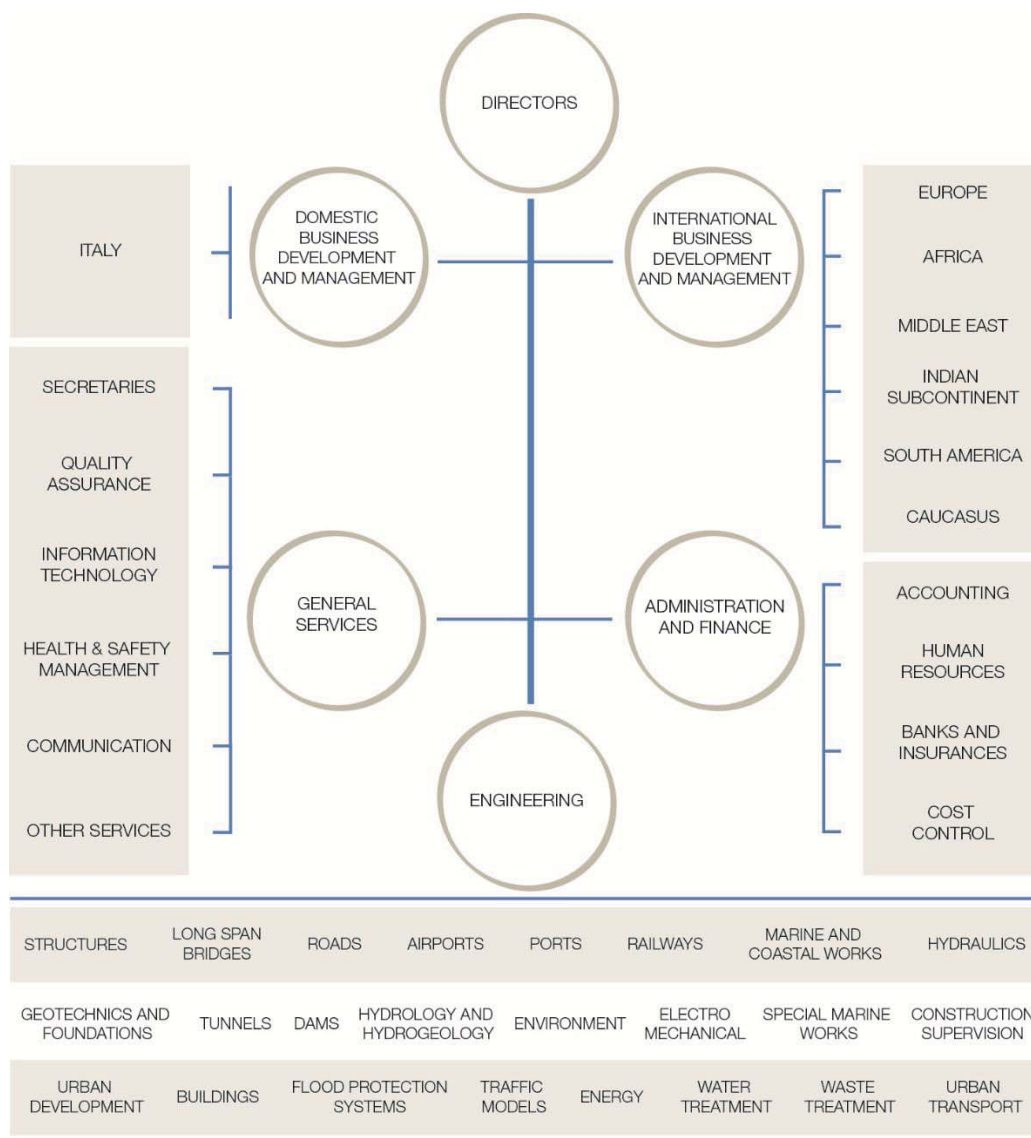 DIRECTORS
DOMESTIC
BUSINESS
DEVELOPMENT
AND MANAGEMENT
INTERNATIONAL
BUSINESS
DEVELOPMENT
AND MANAGEMENT
ITALY
EUROPE
AFRICA
MIDDLE EAST
INDIAN
SUBCONTINENT
SOUTH AMERICA
CAUCASUS
SECRETARIES
QUALITY
ASSURANCE
INFORMATION
TECHNOLOGY
HEALTH & SAFETY
MANAGEMENT
COMMUNICATION
OTHER SERVICES
GENERAL
SERVICES
ADMINISTRATION
AND FINANCE
ACCOUNTING
HUMAN
RESOURCES
BANKS AND
INSURANCES
COST
CONTROL
ENGINEERING
STRUCTURES
LONG SPAN
BRIDGES
ROADS
AIRPORTS
PORTS
RAILWAYS
MARINE AND
COASTAL WORKS
HYDRAULICS
GEOTECHNICS AND
FOUNDATIONS
TUNNELS
DAMS
HYDROLOGY AND
HYDROGEOLOGY
ENVIRONMENT
ELECTRO
MECHANICAL
SPECIAL MARINE
WORKS
CONSTRUCTION
SUPERVISION
URBAN
DEVELOPMENT
BUILDINGS
FLOOD PROTECTION
SYSTEMS
TRAFFIC
MODELS
ENERGY
WATER
TREATMENT
WASTE
TREATMENT
URBAN
TRANSPORT